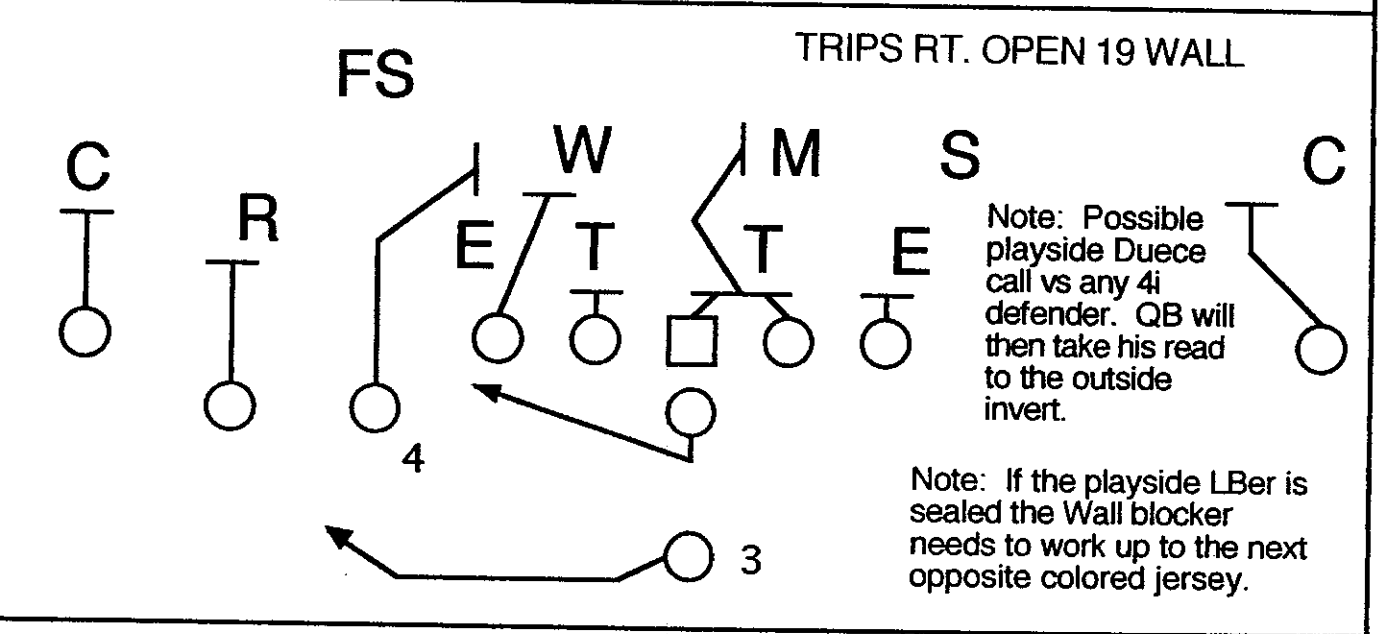 TRIPS RT. OPEN 19 WALL
FS
C
R
E
W
T
M
T
E
S
C
Note: Possible
playside Duece
call vs any 4i
defender. QB will
then take his read
to the outside
invert.
4
3
Note: If the playside LBer is
sealed the Wall blocker
needs to work up to the next
opposite colored jersey.